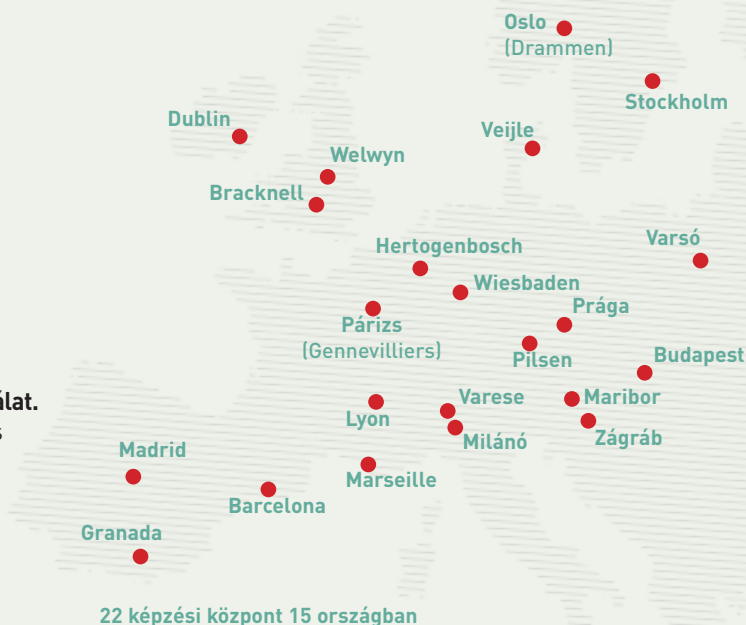 Oslo
(Drammen)
Stockholm
Dublin
Veijle
Welwyn
Bracknell
Varsó
Hertogenbosch
Wiesbaden
Prága
Párizs
(Gennevilliers)
Pilsen
Budapest
álat.
s
Varese
Maribor
Lyon
Milánó
Zágráb
Madrid
Marseille
Barcelona
Granada
22 képzési központ 15 országban